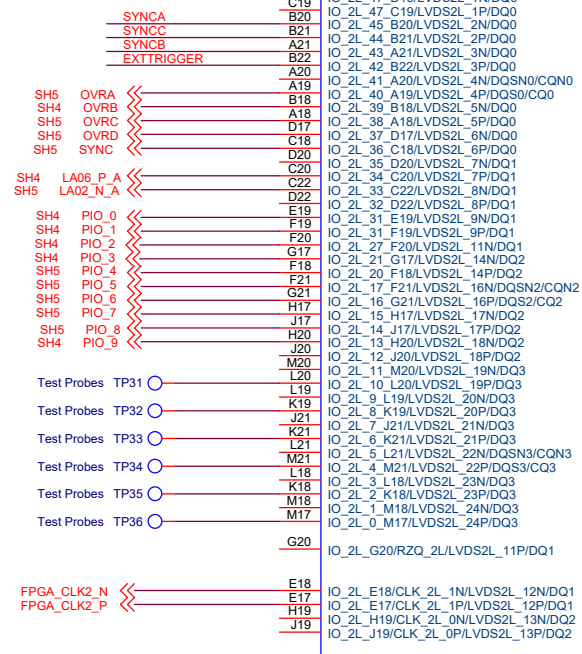 C19 IO_2L_47_C19/LVDS2L_1P/DQ0
SYNCA B20 IO_2L_45_B20/LVDS2L_2N/DQ0
SYNCC B21 IO_2L_44_B21/LVDS2L_2P/DQ0
SYNCB A21 IO_2L_43_A21/LVDS2L_3N/DQ0
EXTTRIGGER B22 IO_2L_42_B22/LVDS2L_3P/DQ0
A20 IO_2L_41_A20/LVDS2L_4N/DQSN0/CQN0
SH5 OVRA A19 IO_2L_40_A19/LVDS2L_4P/DQS0/CQ0
SH4 OVRB B18 IO_2L_39_B18/LVDS2L_5N/DQ0
SH5 OVRC A18 IO_2L_38_A18/LVDS2L_5P/DQ0
SH5 OVRD D17 IO_2L_37_D17/LVDS2L_6N/DQ0
SH5 SYNC C18 IO_2L_36_C18/LVDS2L_6P/DQ0
D20 IO_2L_35_D20/LVDS2L_7N/DQ1
SH4 LA06_P_A C20 IO_2L_34_C20/LVDS2L_7P/DQ1
SH5 LA02_N_A C22 IO_2L_33_C22/LVDS2L_8N/DQ1
D22 IO_2L_32_D22/LVDS2L_8P/DQ1
SH4 PIO_0 E19 IO_2L_31_E19/LVDS2L_9N/DQ1
SH4 PIO_1 F19 IO_2L_31_F19/LVDS2L_9P/DQ1
SH4 PIO_2 F20 IO_2L_27_F20/LVDS2L_11N/DQ1
SH4 PIO_3 G17 IO_2L_21_G17/LVDS2L_14N/DQ2
SH5 PIO_4 F18 IO_2L_20_F18/LVDS2L_14P/DQ2
SH5 PIO_5 F21 IO_2L_17_F21/LVDS2L_16N/DQSN2/CQN2
SH5 PIO_6 G21 IO_2L_16_G21/LVDS2L_16P/DQS2/CQ2
SH5 PIO_7 H17 IO_2L_15_H17/LVDS2L_17N/DQ2
SH5 PIO_8 J17 IO_2L_14_J17/LVDS2L_17P/DQ2
SH4 PIO_9 H20 IO_2L_13_H20/LVDS2L_18N/DQ2
J20 IO_2L_12_J20/LVDS2L_18P/DQ2
M20 IO_2L_11_M20/LVDS2L_19N/DQ3
Test Probes TP31 L20 IO_2L_10_L20/LVDS2L_19P/DQ3
L19 IO_2L_9_L19/LVDS2L_20N/DQ3
Test Probes TP32 K19 IO_2L_8_K19/LVDS2L_20P/DQ3
J21 IO_2L_7_J21/LVDS2L_21N/DQ3
Test Probes TP33 K21 IO_2L_6_K21/LVDS2L_21P/DQ3
L21 IO_2L_5_L21/LVDS2L_22N/DQSN3/CQN3
Test Probes TP34 M21 IO_2L_4_M21/LVDS2L_22P/DQS3/CQ3
L18 IO_2L_3_L18/LVDS2L_23N/DQ3
Test Probes TP35 K18 IO_2L_2_K18/LVDS2L_23P/DQ3
M18 IO_2L_1_M18/LVDS2L_24N/DQ3
Test Probes TP36 M17 IO_2L_0_M17/LVDS2L_24P/DQ3
G20 IO_2L_G20/RZQ_2L/LVDS2L_11P/DQ1
FPGA_CLK2_N E18 IO_2L_E18/CLK_2L_1N/LVDS2L_12N/DQ1
FPGA_CLK2_P E17 IO_2L_E17/CLK_2L_1P/LVDS2L_12P/DQ1
H19 IO_2L_H19/CLK_2L_0N/LVDS2L_13N/DQ2
J19 IO_2L_J19/CLK_2L_0P/LVDS2L_13P/DQ2